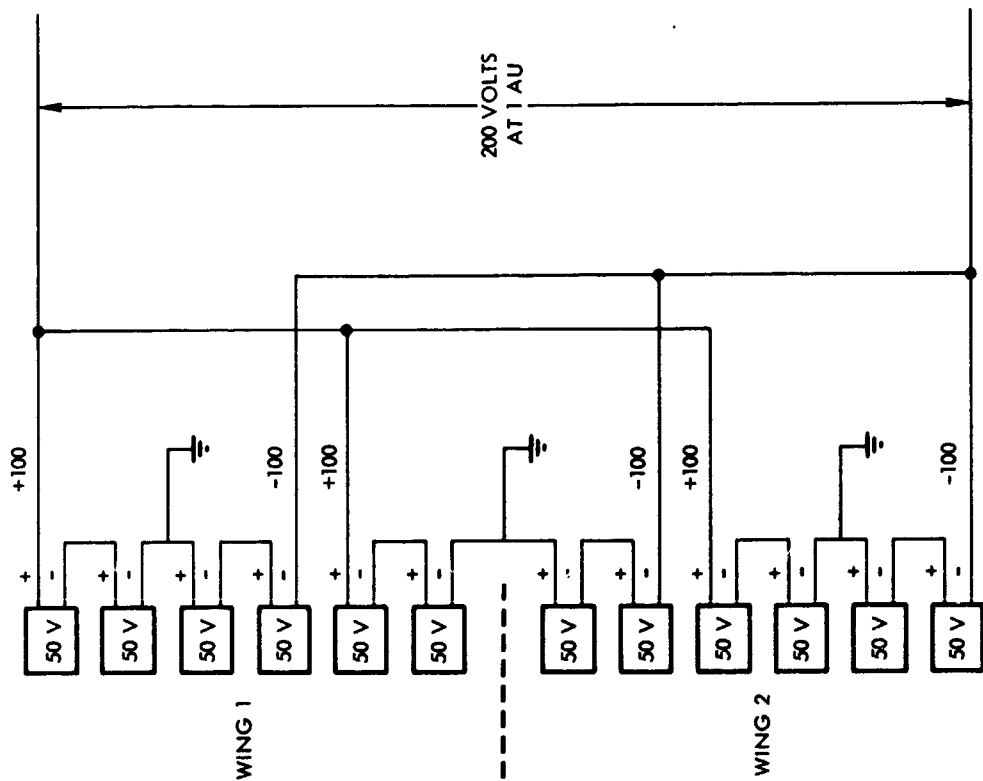 WING 2
WING 1
50 V
50 V
50 V
50 V
50 V
50 V
50 V
50 V
50 V
50 V
50 V
50 V
- +
- +
- +
- +
- +
- +
- +
- +
- +
- +
- +
- +
-100
+100
-100
+100
-100
+100
200 VOLTS
AT 1 AU